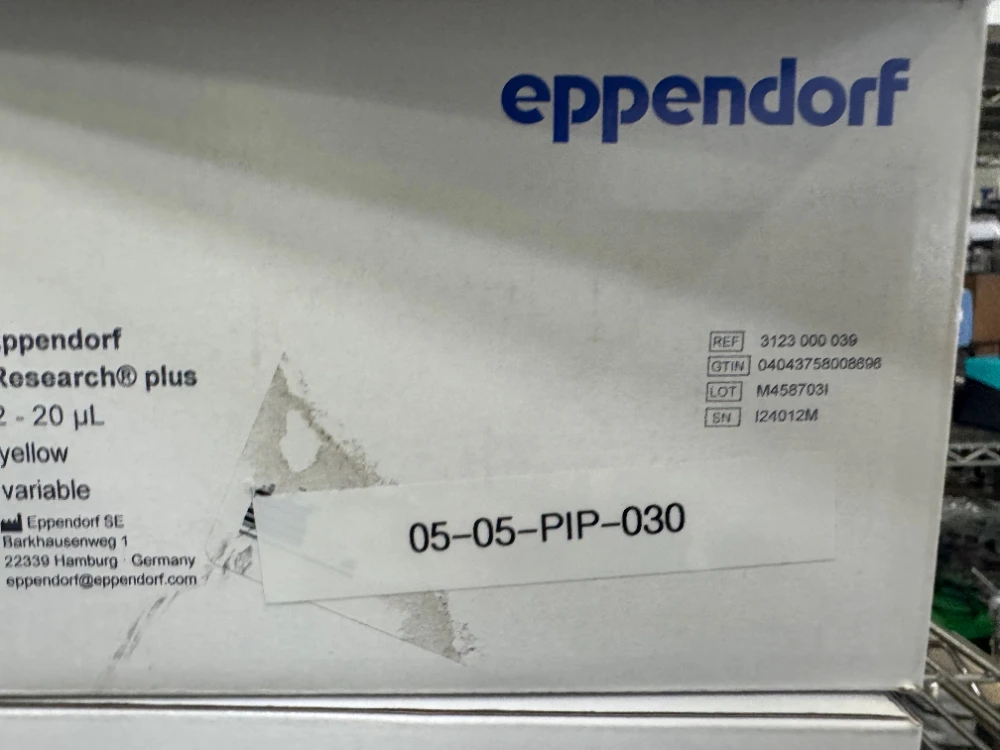 eppendorf
ppendorf
Research® plus
2 - 20 µL
yellow
variable
Eppendorf SE
Barkhausenweg 1
22339 Hamburg · Germany
eppendorf@eppendorf.com
REF 3123 000 039
GTIN 04043758008696
LOT M458703I
SN I24012M
05-05-PIP-030